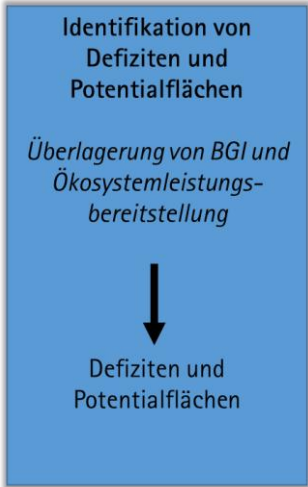 Identifikation von
Defiziten und
Potentialflächen
Überlagerung von BGI und
Ökosystemleistungs-
bereitstellung
Defiziten und
Potentialflächen